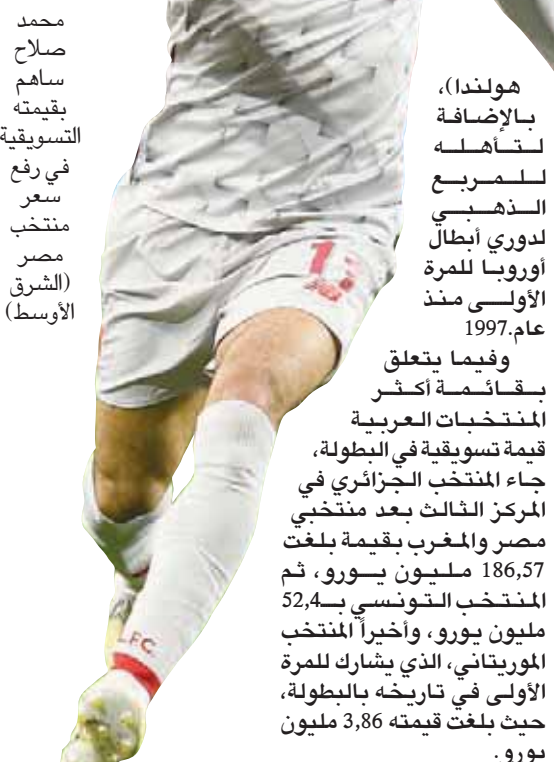 محمد
صلاح
ساهم
بقيمته
التسويقية
في رفع
سعر
منتخب
مصر
(الشرق
الأوسط)
هولندا)،
بالإضافة
لتأهله
للمربع
الذهبي
لدوري أبطال
أوروبا للمرة
الأولى منذ
عام.1997
وفيما يتعلق
بقائمة أكثر
المنتخبات العربية
قيمة تسويقية في البطولة،
جاء المنتخب الجزائري في
المركز الثالث بعد منتخبي
مصر والمغرب بقيمة بلغت
186,57 مليون يورو، ثم
المنتخب التونسي بـ52,4
مليون يورو، وأخيراً المنتخب
الموريتاني، الذي يشارك للمرة
الأولى في تاريخه بالبطولة،
حيث بلغت قيمته 3,86 مليون
يورو.
.FC